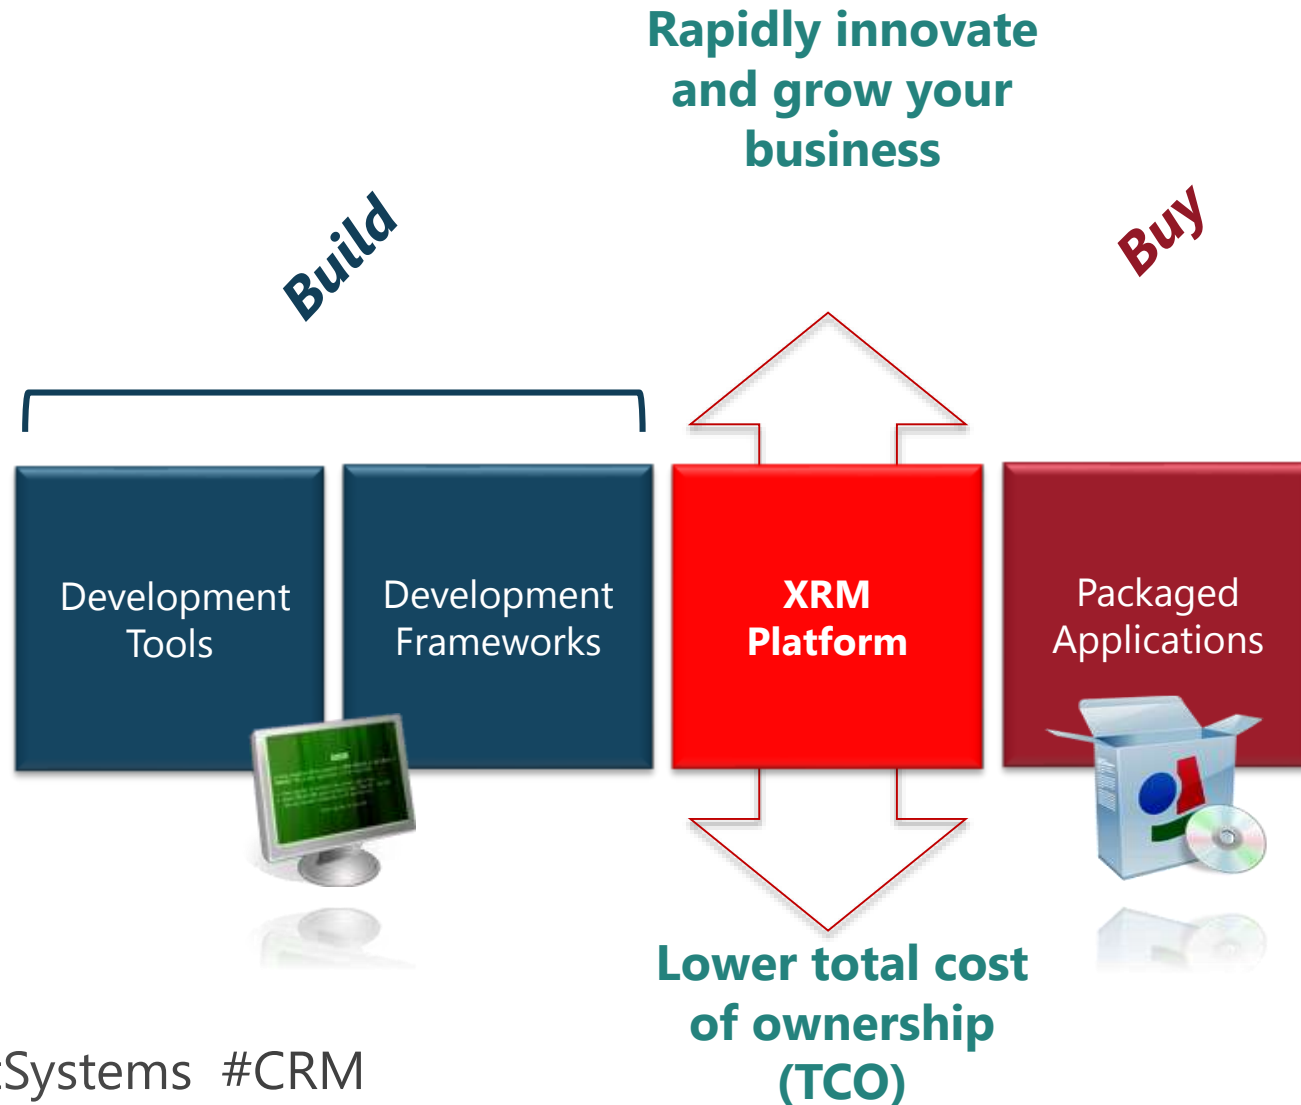 Rapidly innovate
and grow your
business
Build
Buy
Development
Tools
Development
Frameworks
XRM
Platform
Packaged
Applications
Lower total cost
of ownership
(TCO)
#CRM